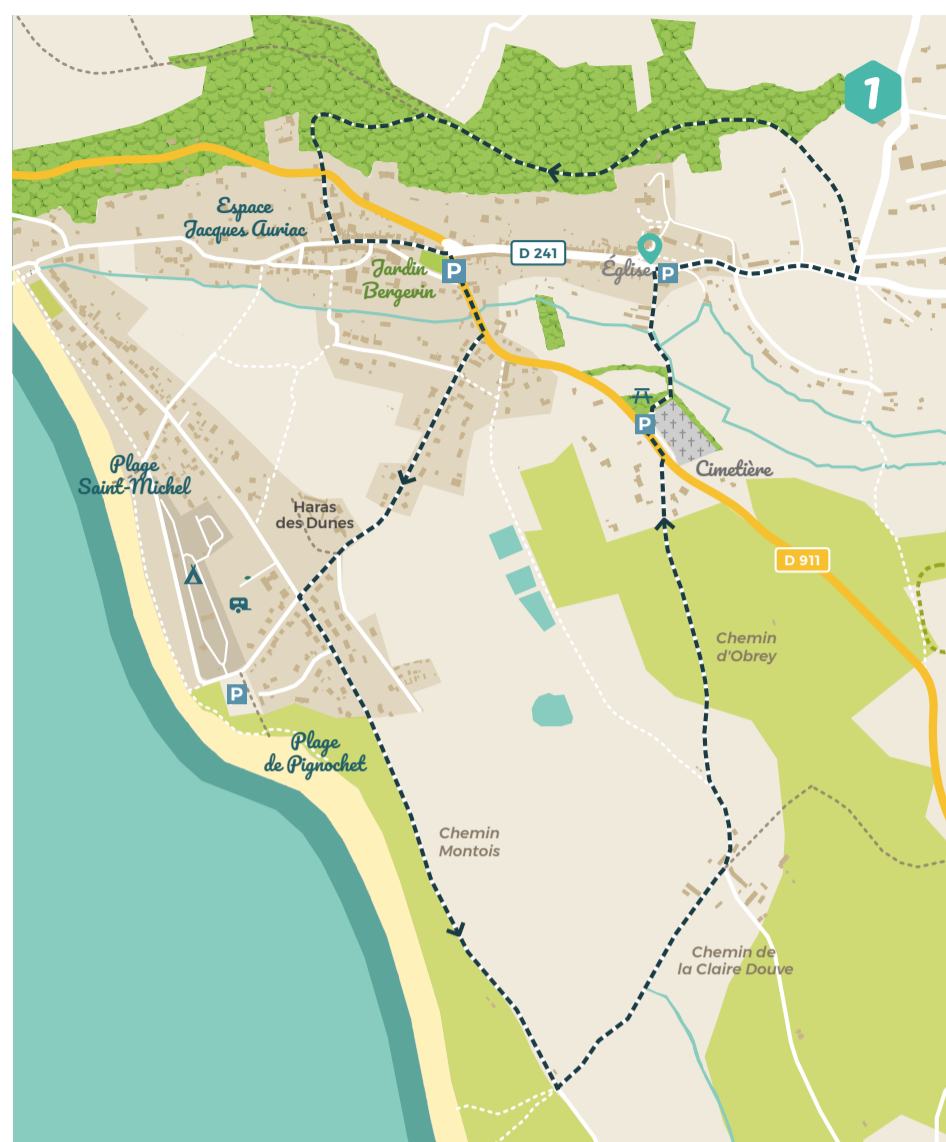 1
Espace
Jacques Auriac
D 241
Jardin
Bergevin
P
Église
P
P
Cimetière
Plage
Saint-Michel
Haras
des Dunes
D 911
Chemin
d'Obrey
P
Plage
de Pignochet
Chemin
Montois
Chemin de
la Claire Douve